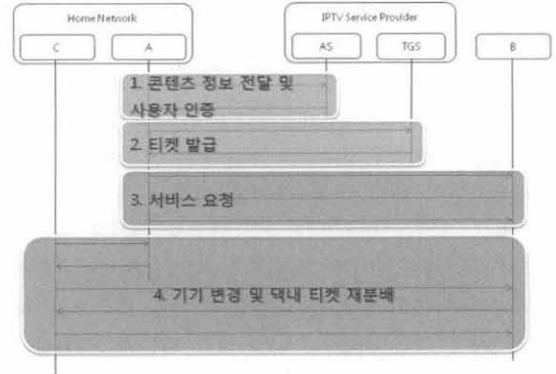 Home Network
IPTV Service Provider
C
A
AS
TGS
B
1. 콘텐츠 정보 전달 및
사용자 인증
2. 티켓 발급
3. 서비스 요청
4. 기기 변경 및 댁내 티켓 재분배